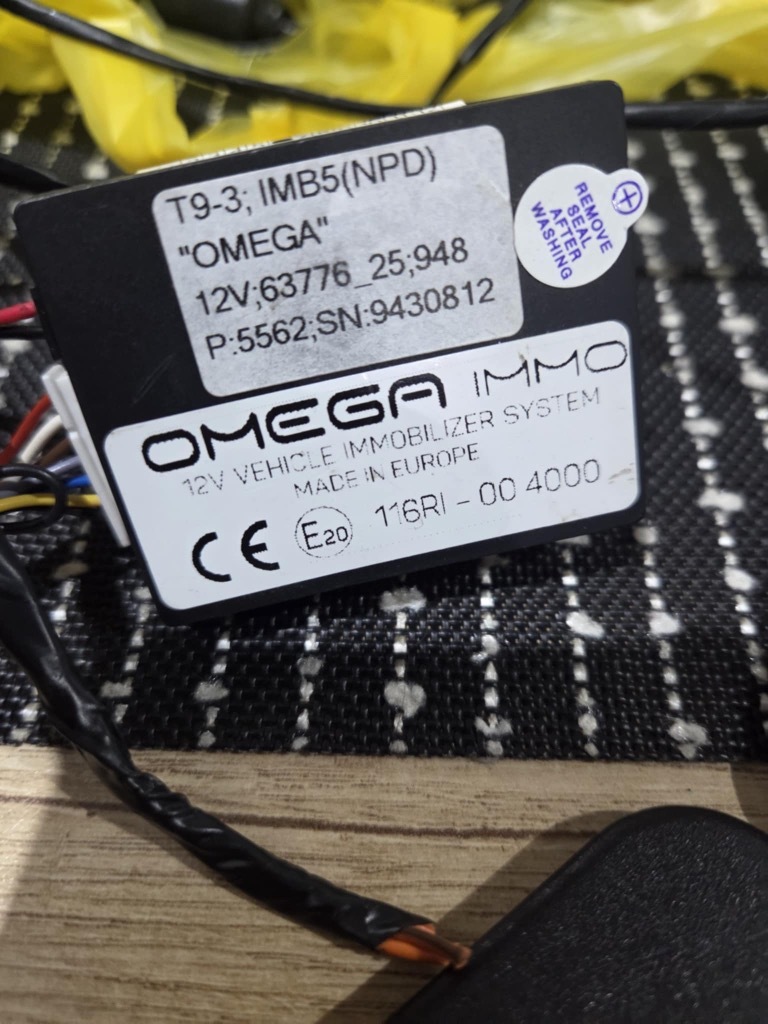 T9-3; IMB5(NPD)
"OMEGA"
12V;63776_25;948
P:5562;SN:9430812
REMOVE
SEAL
AFTER
WASHING
OMEGA IMMO
12V VEHICLE IMMOBILIZER SYSTEM
MADE IN EUROPE
CE E20 116RI - 00 4000